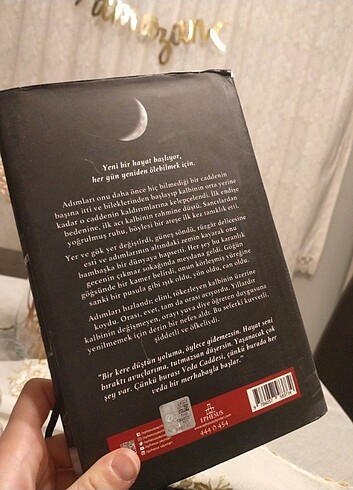 Ramazan
Yeni bir hayat başlıyor,
her gün yeniden ölebilmek için.
Adımları onu daha önce hiç bilmediği bir caddenin
başına itti ve bileklerinden başlayıp kalbinin orta yerine
kadar o caddenin kaldırımlarına kelepçelendi. İlk endişe
bedenine, ilk acı kalbinin rahmine düştü. Sancılardan
yoğrulmuş ruhu, böylesi bir ateşe ilk kez tanıklık etti.
Yer ve gök yer değiştirdi, güneş söndü, rüzgâr delicesine
esti ve adımlarının altındaki zemin kayarak onu
bambaşka bir dünyaya hapsetti. Her şey bu karanlık
gecenin çıkmaz sokağında meydana geldi. Göğün
göğsünde bir kamer belirdi, onun kirleşmiş yüreğine
sanki bir pusula gibi ışık oldu, yön oldu, can oldu.
Adımları hızlandı; elini, tökezleyen kalbinin üzerine
koydu. Orası, evet, tam da orası acıyordu. Yıllardır
kalbinin değişmeyen, orayı yuva diye öğreten duygusunu
yenilmemek için derin bir nefes aldı. Bu seferki kuvvetli,
şiddetli ve öfkeliydi.
"Bir kere düştün yoluma, öylece gidemezsin. Hayat seni
bıraktı avuçlarıma, tutmazsan düşersin. Yaşanacak çok
şey var. Çünkü burası Veda Caddesi, çünkü burada her
veda bir merhabayla başlar."
EPHESUS
444 0 454